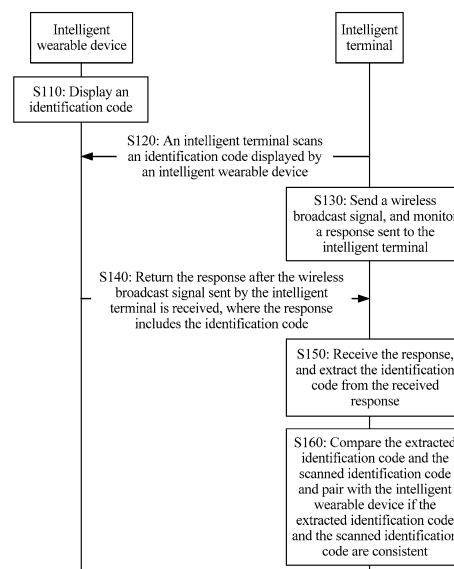 Intelligent
wearable device
Intelligent
terminal
S110: Display an
identification code
S120: An intelligent terminal scans
an identification code displayed by
an intelligent wearable device
S130: Send a wireless
broadcast signal, and monitor
a response sent to the
intelligent terminal
S140: Return the response after the wireless
broadcast signal sent by the intelligent
terminal is received, where the response
includes the identification code
S150: Receive the response,
and extract the identification
code from the received
response
S160: Compare the extracted
identification code and the
scanned identification code
and pair with the intelligent
wearable device if the
extracted identification code
and the scanned identification
code are consistent